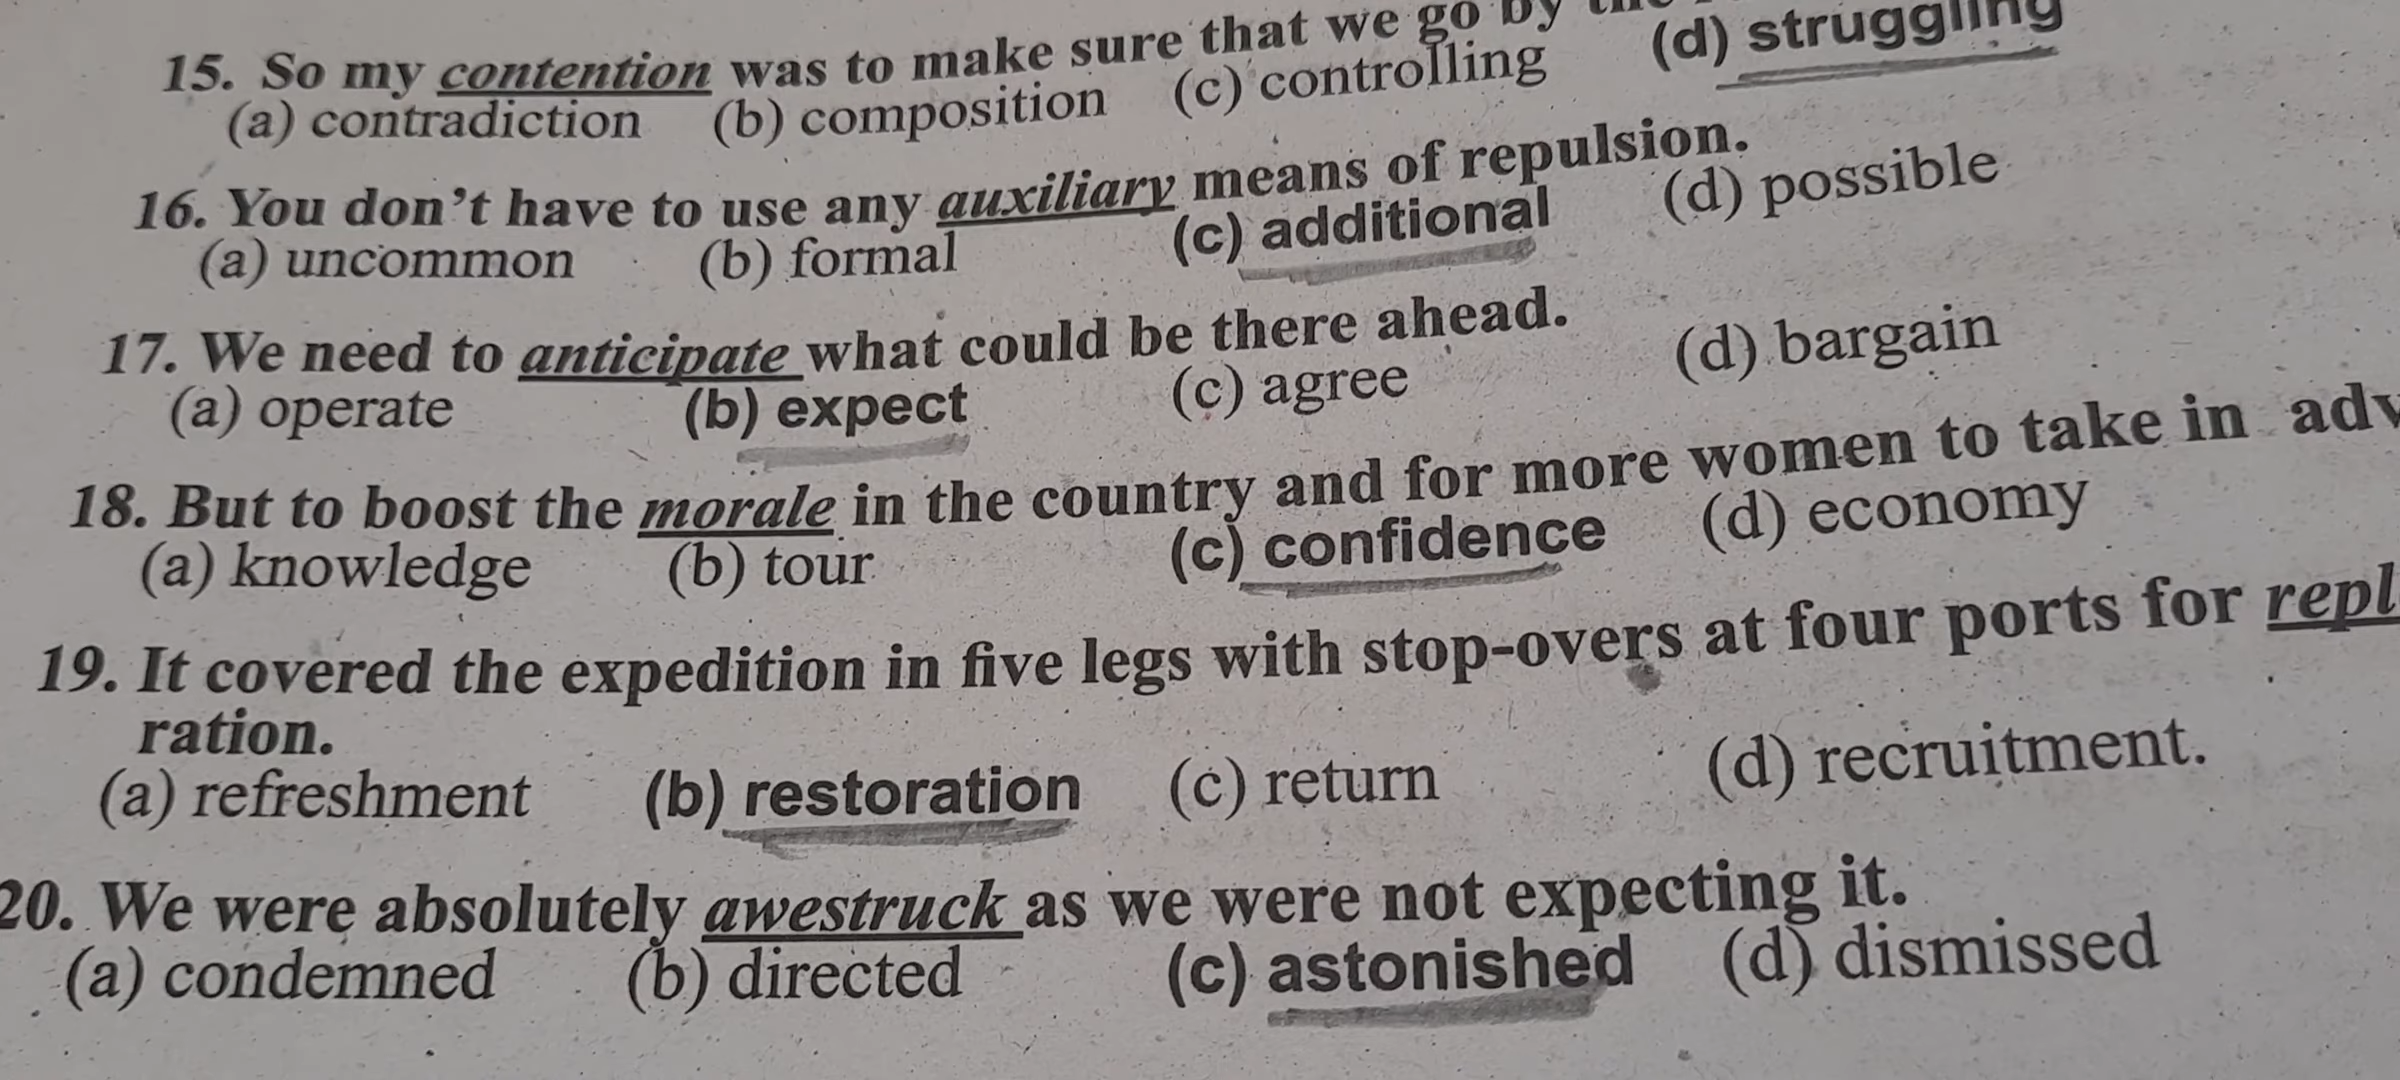 15. So my contention was to make sure that we go by
(a) contradiction (b) composition (c) controlling (d) struggling
16. You don't have to use any auxiliary means of repulsion.
(a) uncommon (b) formal (c) additional (d) possible
17. We need to anticipate what could be there ahead.
(a) operate (b) expect (c) agree (d) bargain
18. But to boost the morale in the country and for more women to take in
(a) knowledge (b) tour (c) confidence (d) economy
19. It covered the expedition in five legs with stop-overs at four ports for
ration.
(a) refreshment (b) restoration (c) return (d) recruitment.
20. We were absolutely awestruck as we were not expecting it.
(a) condemned (b) directed (c) astonished (d) dismissed